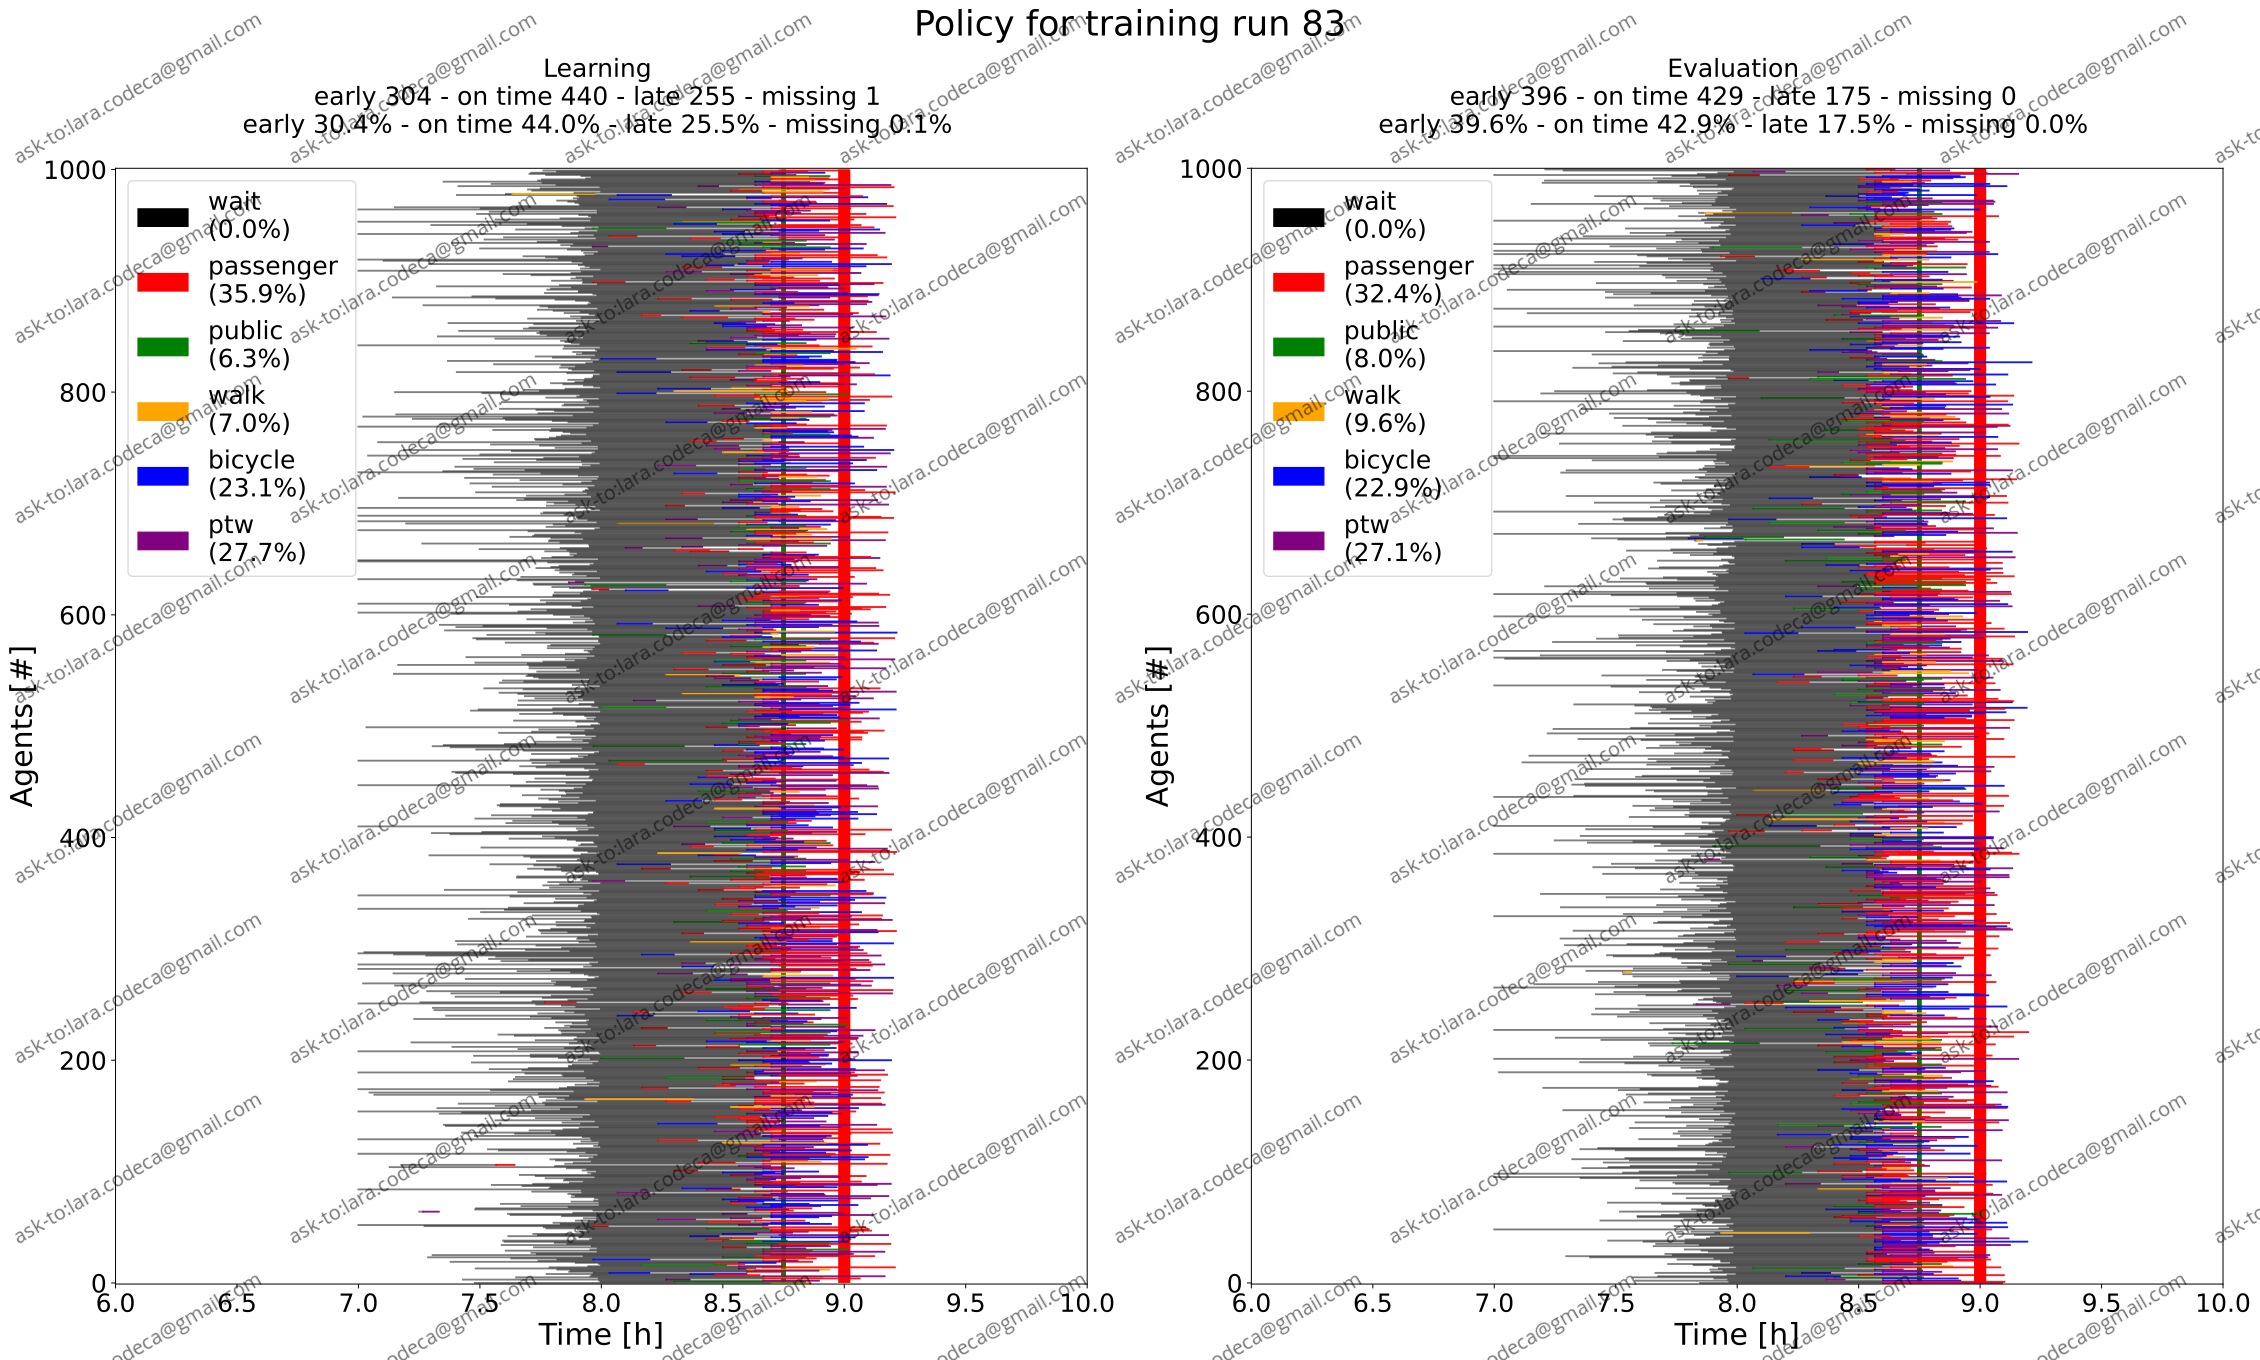 Policy for training run 83
Learning
early 304 - on time 440 - late 255 - missing 1
early 30.4% - on time 44.0% - late 25.5% - missing 0.1%
Agents [#]
1000
800
600
400
200
0
wait
(0.0%)
passenger
(35.9%)
public
(6.3%)
walk
(7.0%)
bicycle
(23.1%)
ptw
(27.7%)
6.0 6.5 7.0 7.5 8.0 8.5 9.0 9.5 10.0
Time [h]
Evaluation
early 396 - on time 429 - late 175 - missing 0
early 39.6% - on time 42.9% - late 17.5% - missing 0.0%
Agents [#]
1000
800
600
400
200
0
wait
(0.0%)
passenger
(32.4%)
public
(8.0%)
walk
(9.6%)
bicycle
(22.9%)
ptw
(27.1%)
6.0 6.5 7.0 7.5 8.0 8.5 9.0 9.5 10.0
Time [h]
ask-to:lara.codeca@gmail.com